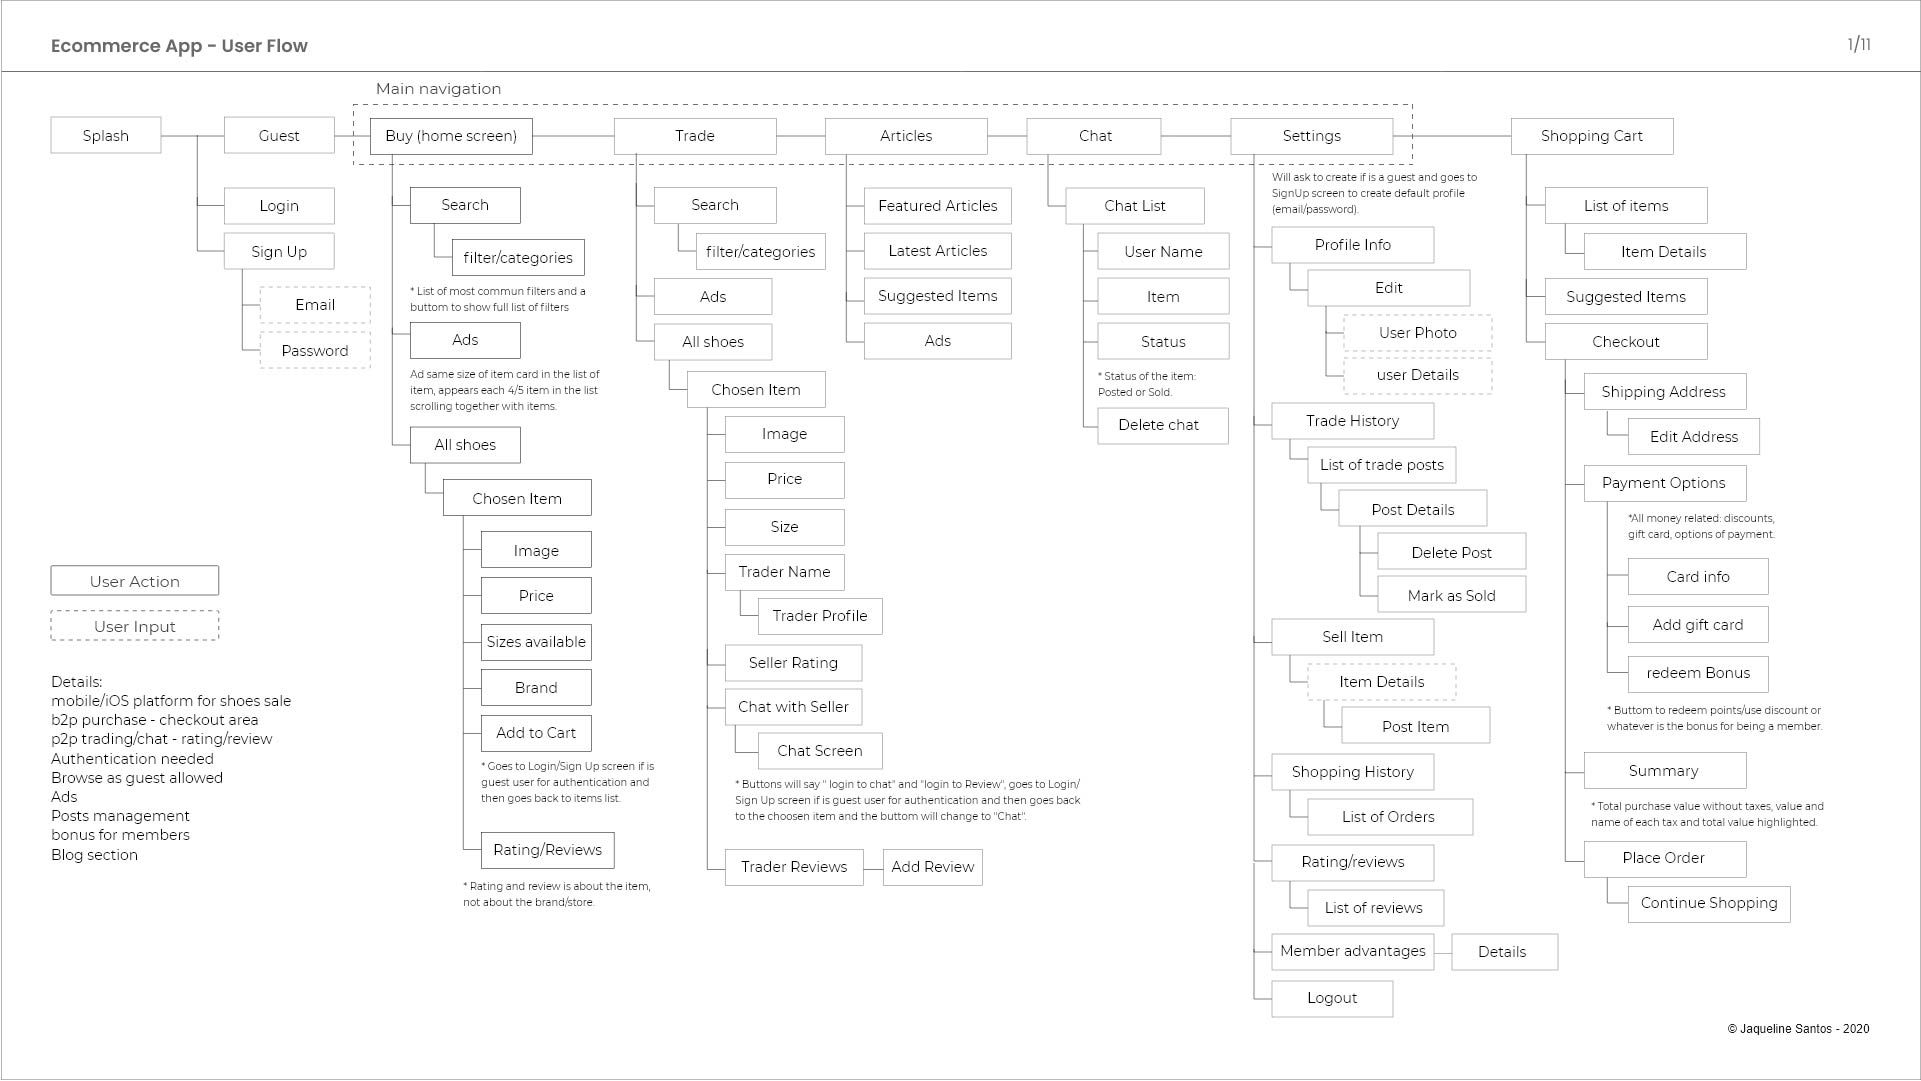 Ecommerce App - User Flow
1/11
Main navigation
Splash
Guest
Buy (home screen)
Trade
Articles
Chat
Settings
Shopping Cart
Login
Sign Up
Email
Password
Search
filter/categories
* List of most commun filters and a
buttom to show full list of filters
Ads
Ad same size of item card in the list of
item, appears each 4/5 item in the list
scrolling together with items.
All shoes
Chosen Item
Image
Price
Sizes available
Brand
Add to Cart
* Goes to Login/Sign Up screen if is
guest user for authentication and
then goes back to items list.
Rating/Reviews
* Rating and review is about the item,
not about the brand/store.
Search
filter/categories
Ads
All shoes
Chosen Item
Image
Price
Size
Trader Name
Trader Profile
Seller Rating
Chat with Seller
Chat Screen
* Buttons will say " login to chat" and "login to Review", goes to Login/
Sign Up screen if is guest user for authentication and then goes back
to the choosen item and the buttom will change to "Chat".
Trader Reviews
Add Review
Featured Articles
Latest Articles
Suggested Items
Ads
Chat List
User Name
Item
Status
* Status of the item:
Posted or Sold.
Delete chat
Will ask to create if is a guest and goes to
SignUp screen to create default profile
(email/password).
Profile Info
Edit
User Photo
user Details
Trade History
List of trade posts
Post Details
Delete Post
Mark as Sold
Sell Item
Item Details
Post Item
Shopping History
List of Orders
Rating/reviews
List of reviews
Member advantages
Details
Logout
List of items
Item Details
Suggested Items
Checkout
Shipping Address
Edit Address
Payment Options
*All money related: discounts,
gift card, options of payment.
Card info
Add gift card
redeem Bonus
* Buttom to redeem points/use discount or
whatever is the bonus for being a member.
Summary
* Total purchase value without taxes, value and
name of each tax and total value highlighted.
Place Order
Continue Shopping
User Action
User Input
Details:
mobile/iOS platform for shoes sale
b2p purchase - checkout area
p2p trading/chat - rating/review
Authentication needed
Browse as guest allowed
Ads
Posts management
bonus for members
Blog section
© Jaqueline Santos - 2020